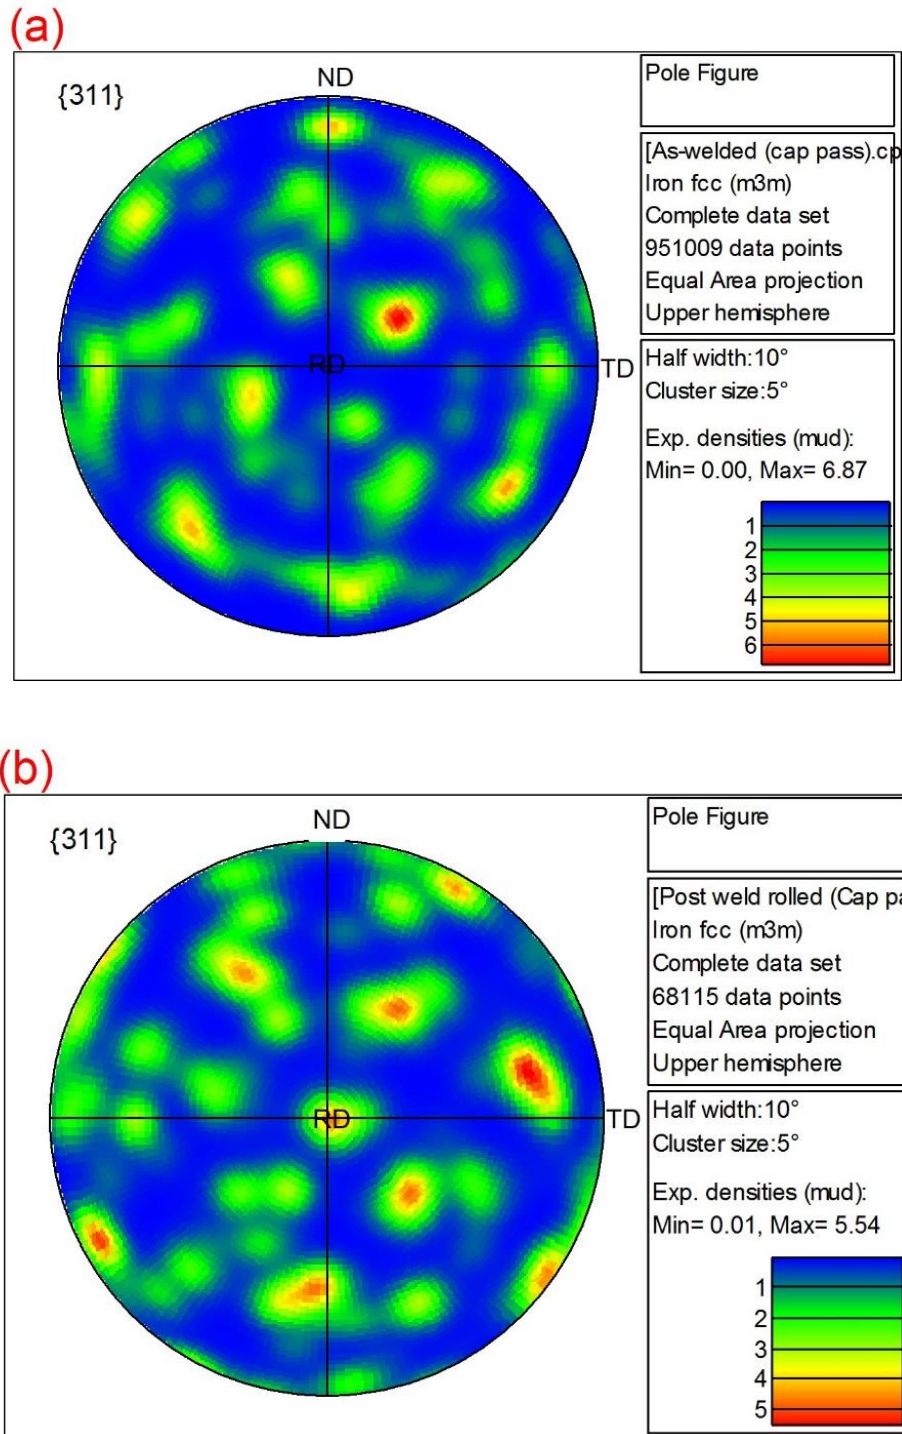 (a)
{311}
ND
RD
TD
Pole Figure
[As-welded (cap pass).cp
Iron fcc (m3m)
Complete data set
951009 data points
Equal Area projection
Upper hemisphere
Half width:10°
Cluster size:5°
Exp. densities (mud):
Min= 0.00, Max= 6.87
1
2
3
4
5
6
(b)
{311}
ND
RD
TD
Pole Figure
[Post weld rolled (Cap pa
Iron fcc (m3m)
Complete data set
68115 data points
Equal Area projection
Upper hemisphere
Half width:10°
Cluster size:5°
Exp. densities (mud):
Min= 0.01, Max= 5.54
1
2
3
4
5